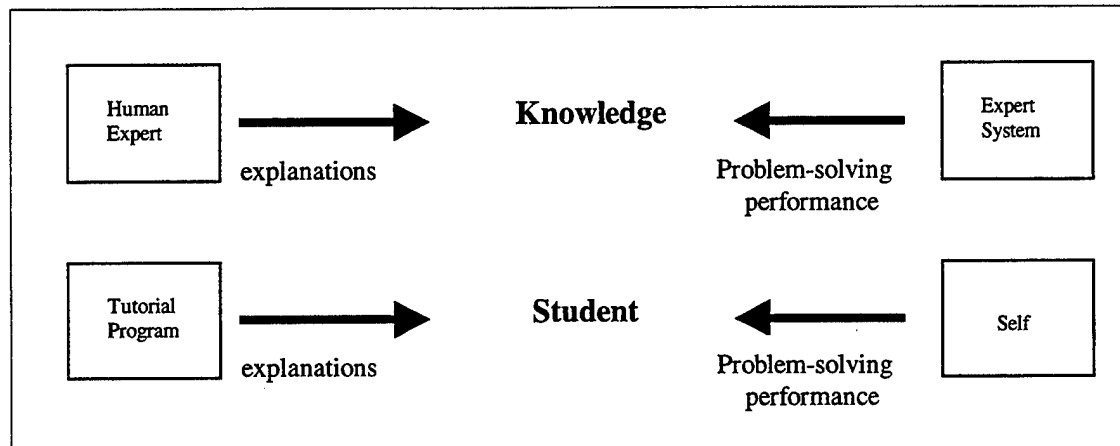 Human
Expert
explanations
Knowledge
Problem-solving
performance
Expert
System
Tutorial
Program
explanations
Student
Problem-solving
performance
Self